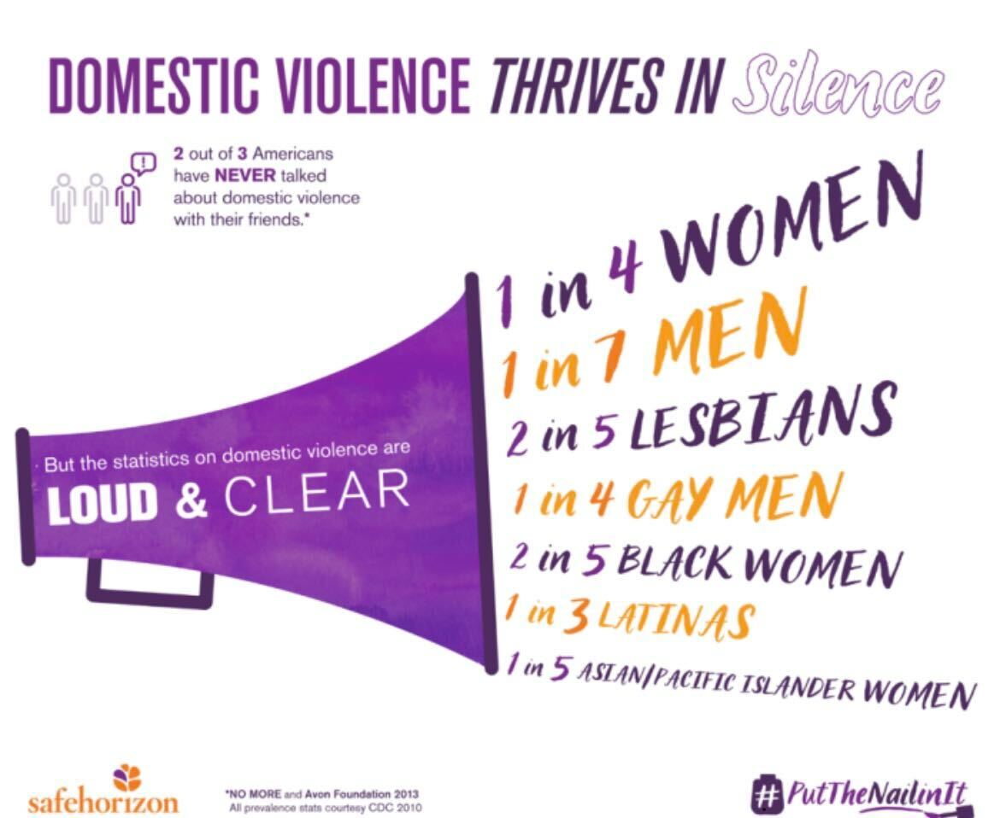 DOMESTIC VIOLENCE THRIVES IN Silence
!
2 out of 3 Americans
have NEVER talked
about domestic violence
with their friends.*
1 in 4 WOMEN
1 in 7 MEN
2 in 5 LESBIANS
1 in 4 GAY MEN
2 in 5 BLACK WOMEN
1 in 3 LATINAS
1 in 5 ASIAN/PACIFIC ISLANDER WOMEN
But the statistics on domestic violence are
LOUD & CLEAR
safehorizon
*NO MORE and Avon Foundation 2013
All prevalence stats courtesy CDC 2010
#PutTheNailinIt